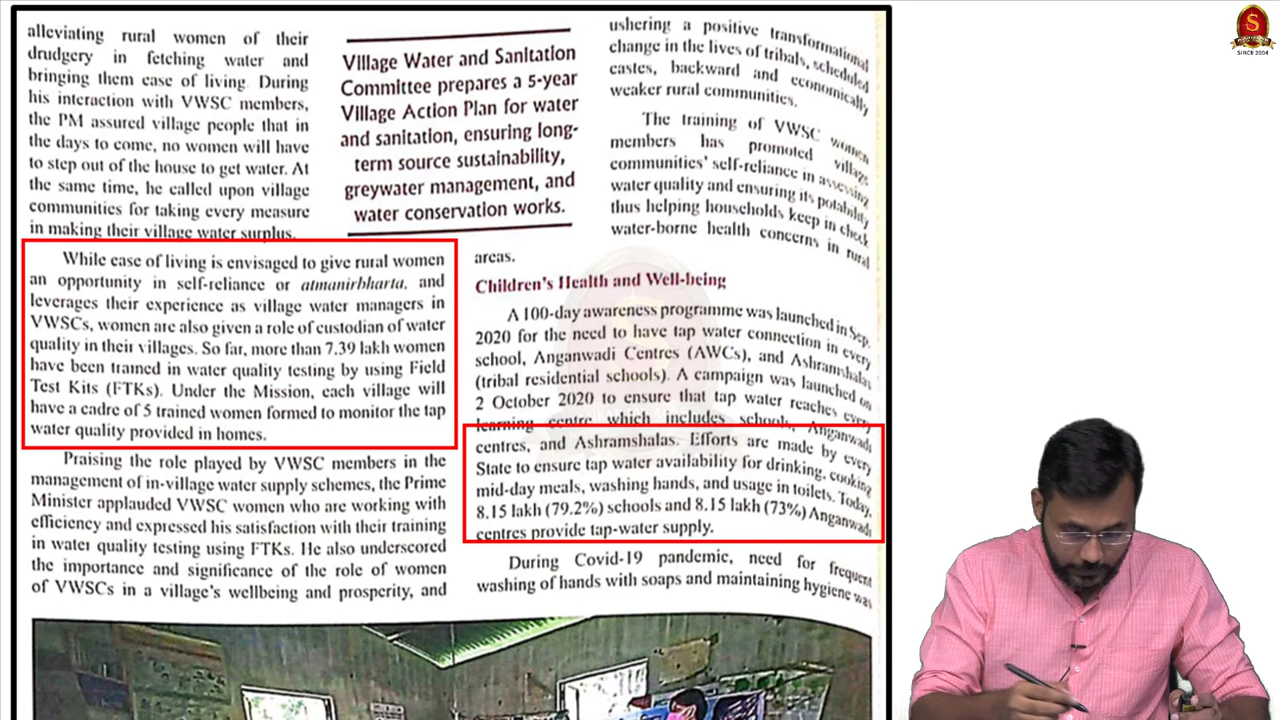 alleviating rural women of their
drudgery in fetching water and
bringing them ease of living. During
his interaction with VWSC members,
the PM assured village people that in
the days to come, no women will have
to step out of the house to get water. At
the same time, he called upon village
communities for taking every measure
in making their village water surplus.
While ease of living is envisaged to give rural women
an opportunity in self-reliance or atmanirbharta, and
leverages their experience as village water managers in
VWSCs, women are also given a role of custodian of water
quality in their villages. So far, more than 7.39 lakh women
have been trained in water quality testing by using Field
Test Kits (FTKs). Under the Mission, each village will
have a cadre of 5 trained women formed to monitor the tap
water quality provided in homes.
Praising the role played by VWSC members in the
management of in-village water supply schemes, the Prime
Minister applauded VWSC women who are working with
efficiency and expressed his satisfaction with their training
in water quality testing using FTKs. He also underscored
the importance and significance of the role of women
of VWSCs in a village's wellbeing and prosperity, and
Village Water and Sanitation
Committee prepares a 5-year
Village Action Plan for water
and sanitation, ensuring long-
term source sustainability,
greywater management, and
water conservation works.
ushering a positive transformational
change in the lives of tribals, scheduled
castes, backward and economically
weaker rural communities.
The training of VWSC women
members has promoted village
communities' self-reliance in assessing
water quality and ensuring its potability
thus helping households keep in check
water-borne health concerns in rural
areas.
Children's Health and Well-being
A 100-day awareness programme was launched in Sep.
2020 for the need to have tap water connection in every
school, Anganwadi Centres (AWCs), and Ashramshalas
(tribal residential schools). A campaign was launched on
2 October 2020 to ensure that tap water reaches every
learning centre which includes schools, Anganwadi
centres, and Ashramshalas. Efforts are made by every
State to ensure tap water availability for drinking, cooking
mid-day meals, washing hands, and usage in toilets. Today,
8.15 lakh (79.2%) schools and 8.15 lakh (73%) Anganwadi
centres provide tap-water supply.
During Covid-19 pandemic, need for frequent
washing of hands with soaps and maintaining hygiene was
S
SINCE 2004